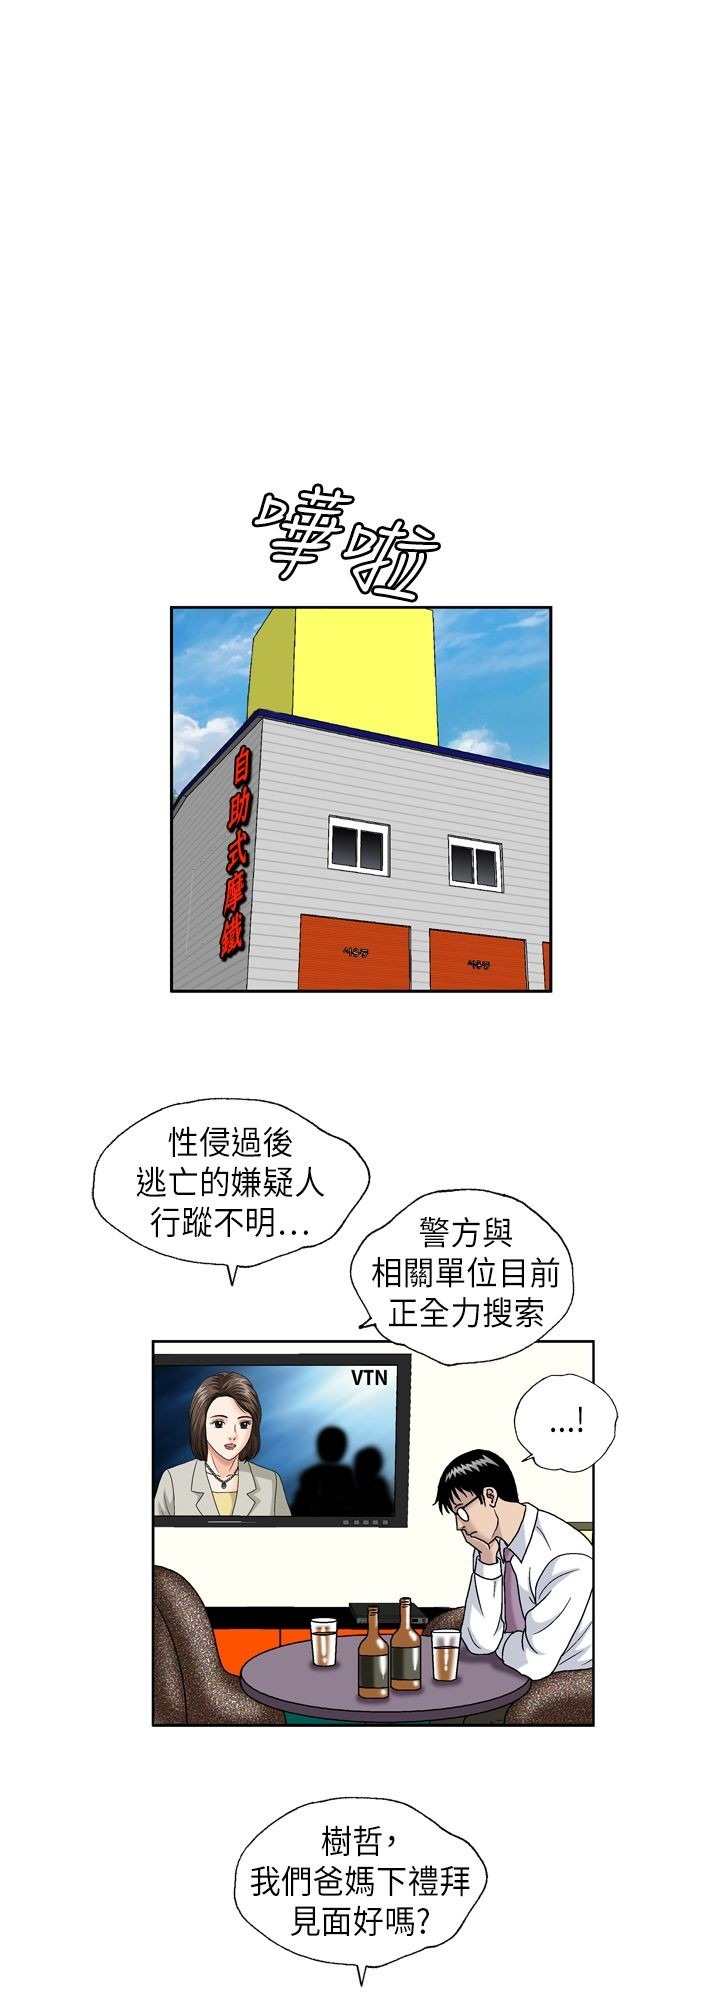 嘩啦
自助式摩鐵
性侵過後
逃亡的嫌疑人
行蹤不明...
警方與
相關單位目前
正全力搜索
VTN
...!
樹哲,
我們爸媽下禮拜
見面好嗎?